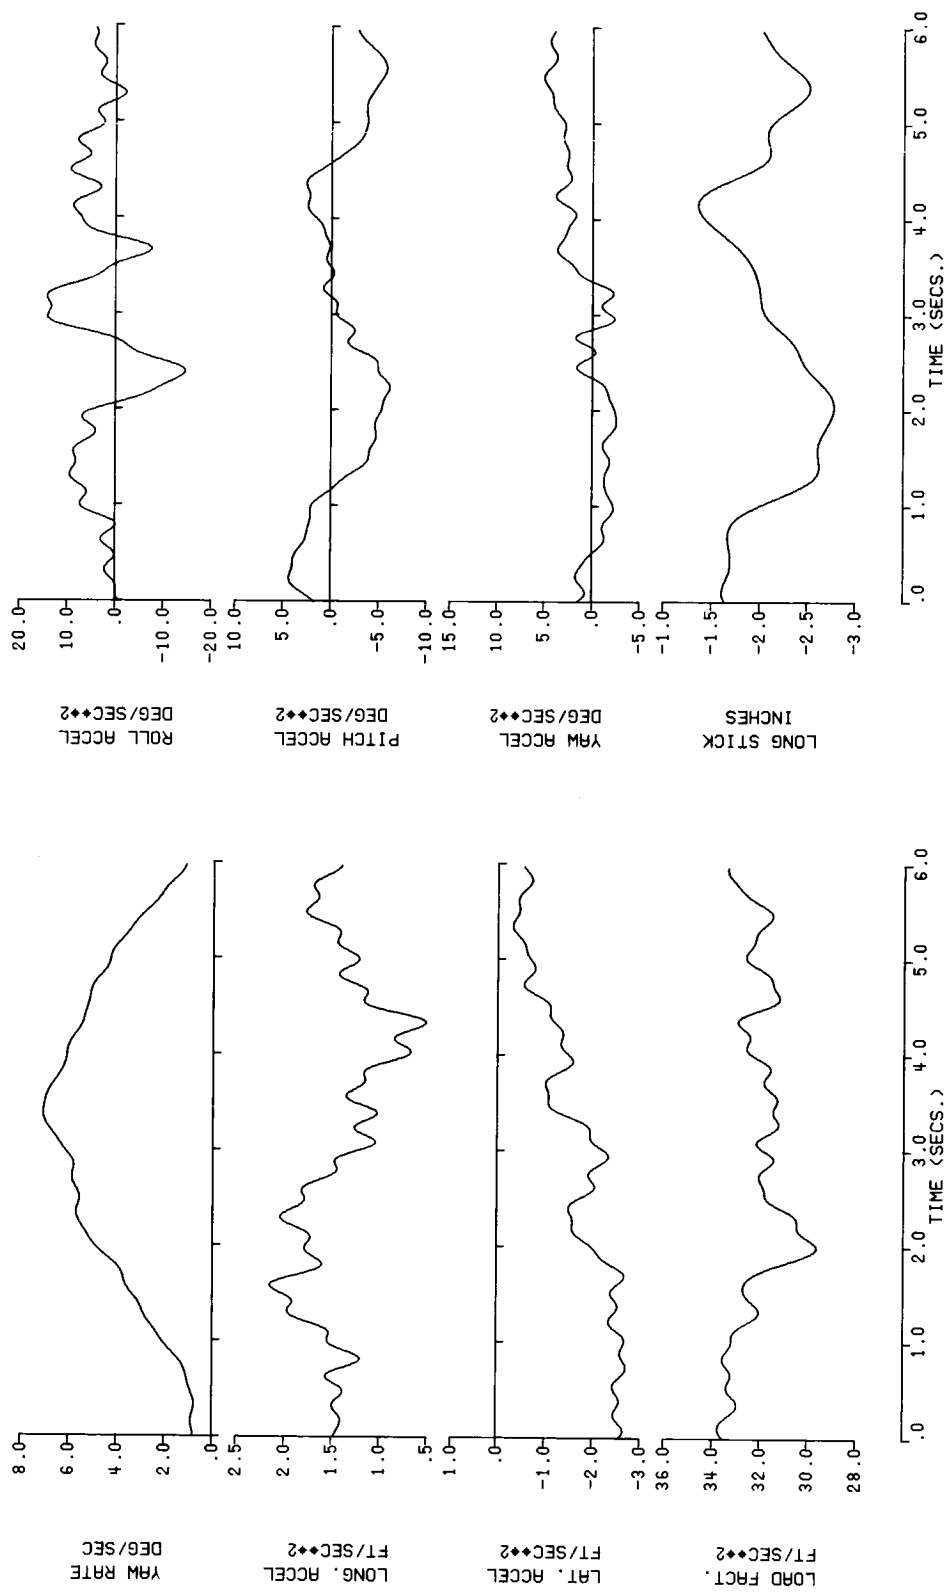 YAW RATE
DEG/SEC
8.0
6.0
4.0
2.0
.0
LONG. ACCEL
FT/SEC♦♦2
2.5
2.0
1.5
1.0
.5
LAT. ACCEL
FT/SEC♦♦2
1.0
.0
-1.0
-2.0
-3.0
LOAD FACT.
FT/SEC♦♦2
36.0
34.0
32.0
30.0
28.0
.0 1.0 2.0 3.0 4.0 5.0 6.0
TIME (SECS.)
ROLL ACCEL
DEG/SEC♦♦2
20.0
10.0
.0
-10.0
-20.0
PITCH ACCEL
DEG/SEC♦♦2
10.0
5.0
.0
-5.0
-10.0
YAW ACCEL
DEG/SEC♦♦2
15.0
10.0
5.0
.0
-5.0
LONG STICK
INCHES
-1.0
-1.5
-2.0
-2.5
-3.0
.0 1.0 2.0 3.0 4.0 5.0 6.0
TIME (SECS.)